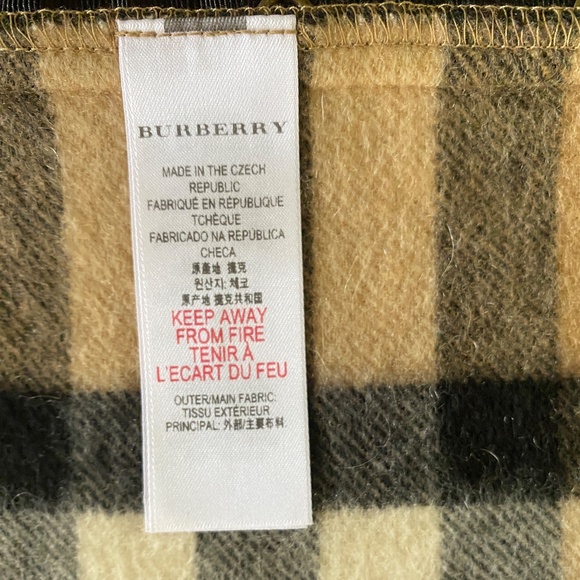 BURBERRY
MADE IN THE CZECH
REPUBLIC
FABRIQUÉ EN RÉPUBLIQUE
TCHÈQUE
FABRICADO NA REPÚBLICA
CHECA
原產地 捷克
원산지: 체코
原产地 捷克共和国
KEEP AWAY
FROM FIRE
TENIR À
L'ECART DU FEU
OUTER/MAIN FABRIC:
TISSU EXTÉRIEUR
PRINCIPAL: 外部/主要布料